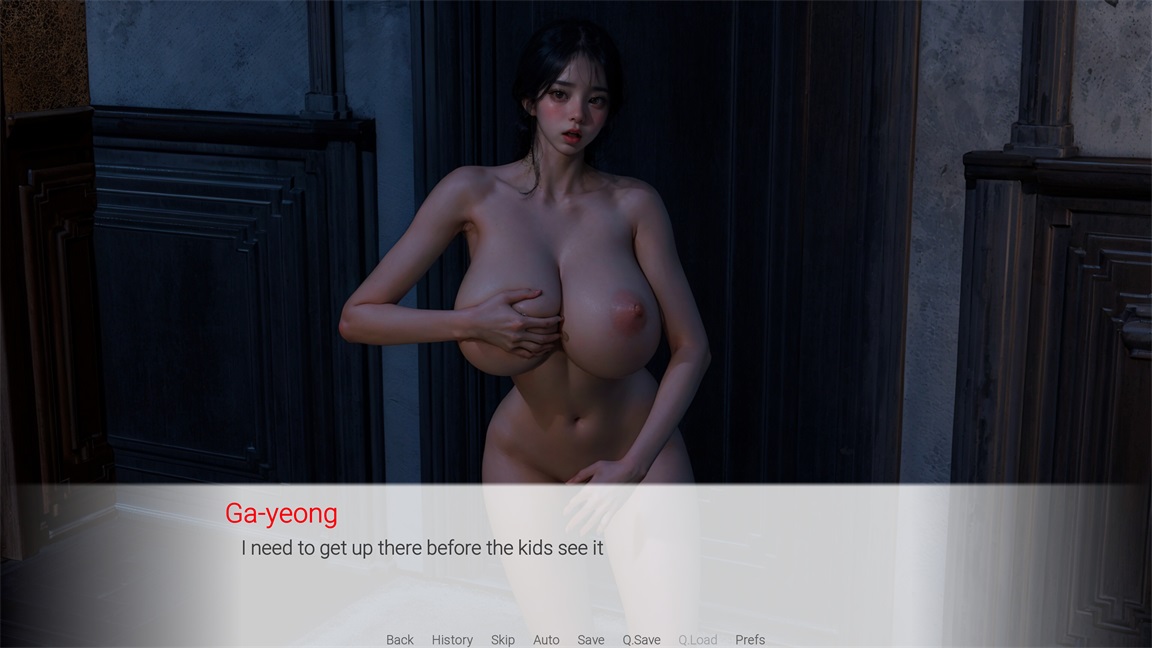 Ga-yeong
I need to get up there before the kids see it
Back History Skip Auto Save Q.Save Q.Load Prefs